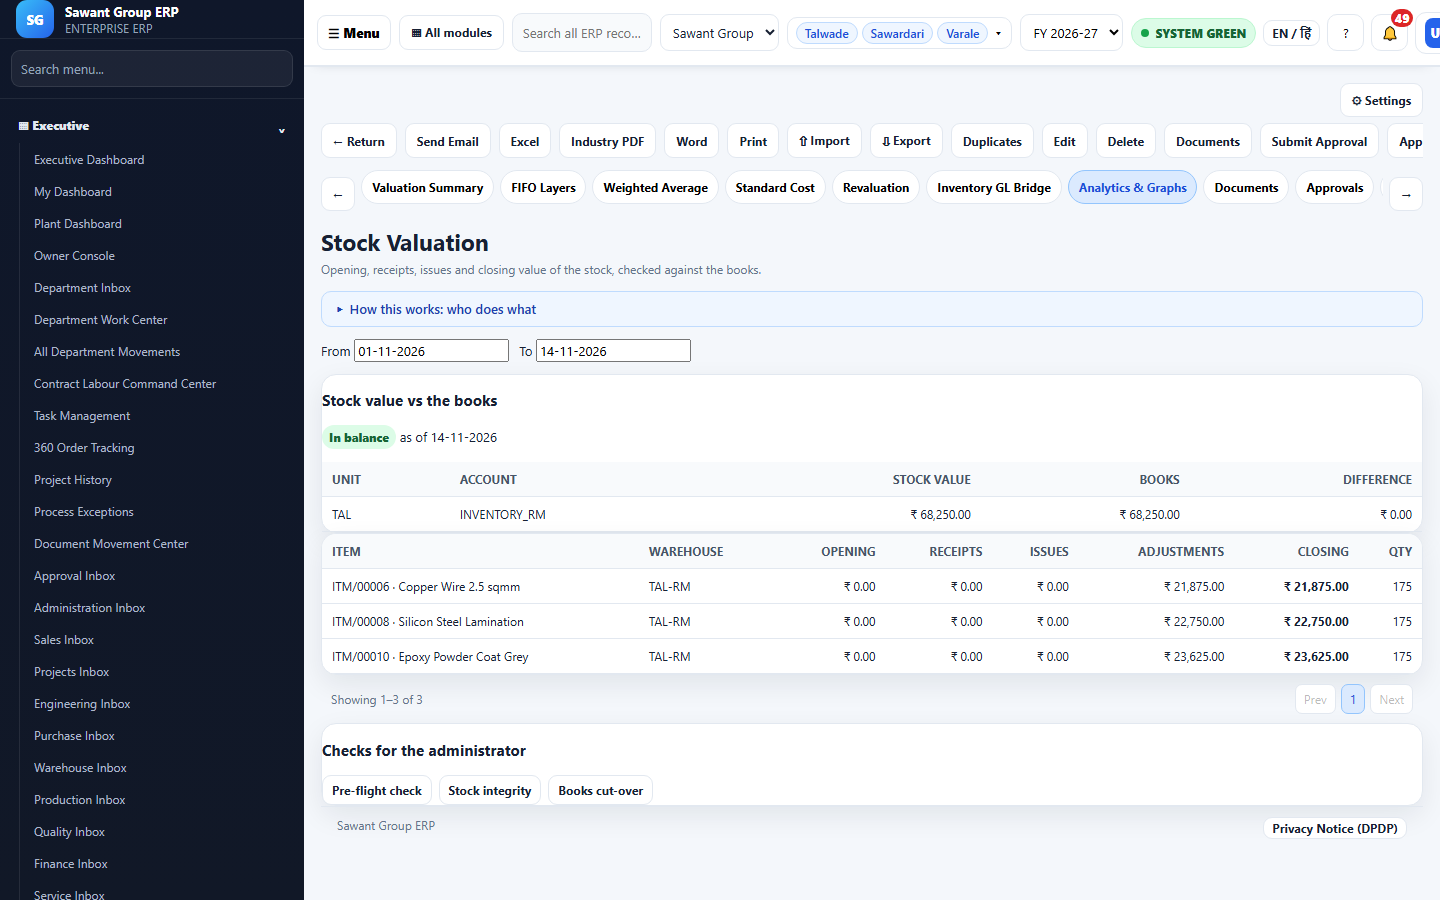 SG
Sawant Group ERP
ENTERPRISE ERP
Search menu...
Executive
Executive Dashboard
My Dashboard
Plant Dashboard
Owner Console
Department Inbox
Department Work Center
All Department Movements
Contract Labour Command Center
Task Management
360 Order Tracking
Project History
Process Exceptions
Document Movement Center
Approval Inbox
Administration Inbox
Sales Inbox
Projects Inbox
Engineering Inbox
Purchase Inbox
Warehouse Inbox
Production Inbox
Quality Inbox
Finance Inbox
Service Inbox
☰ Menu All modules Search all ERP reco... Sawant Group Talwade Sawardari Varale FY 2026-27 SYSTEM GREEN EN / हिं ? 49 U
⚙ Settings
← Return Send Email Excel Industry PDF Word Print ⇧ Import ⇩ Export Duplicates Edit Delete Documents Submit Approval App
← Valuation Summary FIFO Layers Weighted Average Standard Cost Revaluation Inventory GL Bridge Analytics & Graphs Documents Approvals →
Stock Valuation
Opening, receipts, issues and closing value of the stock, checked against the books.
▸ How this works: who does what
From 01-11-2026 To 14-11-2026
Stock value vs the books
In balance as of 14-11-2026
UNIT ACCOUNT STOCK VALUE BOOKS DIFFERENCE
TAL INVENTORY_RM ₹ 68,250.00 ₹ 68,250.00 ₹ 0.00
ITEM WAREHOUSE OPENING RECEIPTS ISSUES ADJUSTMENTS CLOSING QTY
ITM/00006 · Copper Wire 2.5 sqmm TAL-RM ₹ 0.00 ₹ 0.00 ₹ 0.00 ₹ 21,875.00 ₹ 21,875.00 175
ITM/00008 · Silicon Steel Lamination TAL-RM ₹ 0.00 ₹ 0.00 ₹ 0.00 ₹ 22,750.00 ₹ 22,750.00 175
ITM/00010 · Epoxy Powder Coat Grey TAL-RM ₹ 0.00 ₹ 0.00 ₹ 0.00 ₹ 23,625.00 ₹ 23,625.00 175
Showing 1–3 of 3 Prev 1 Next
Checks for the administrator
Pre-flight check Stock integrity Books cut-over
Sawant Group ERP Privacy Notice (DPDP)